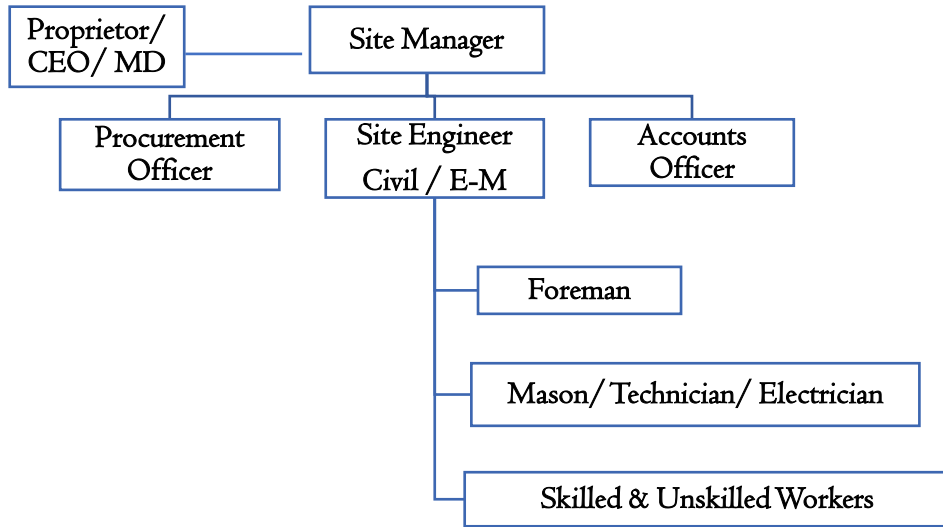 Proprietor/
CEO/ MD
Site Manager
Procurement
Officer
Site Engineer
Civil / E-M
Accounts
Officer
Foreman
Mason/ Technician/ Electrician
Skilled & Unskilled Workers